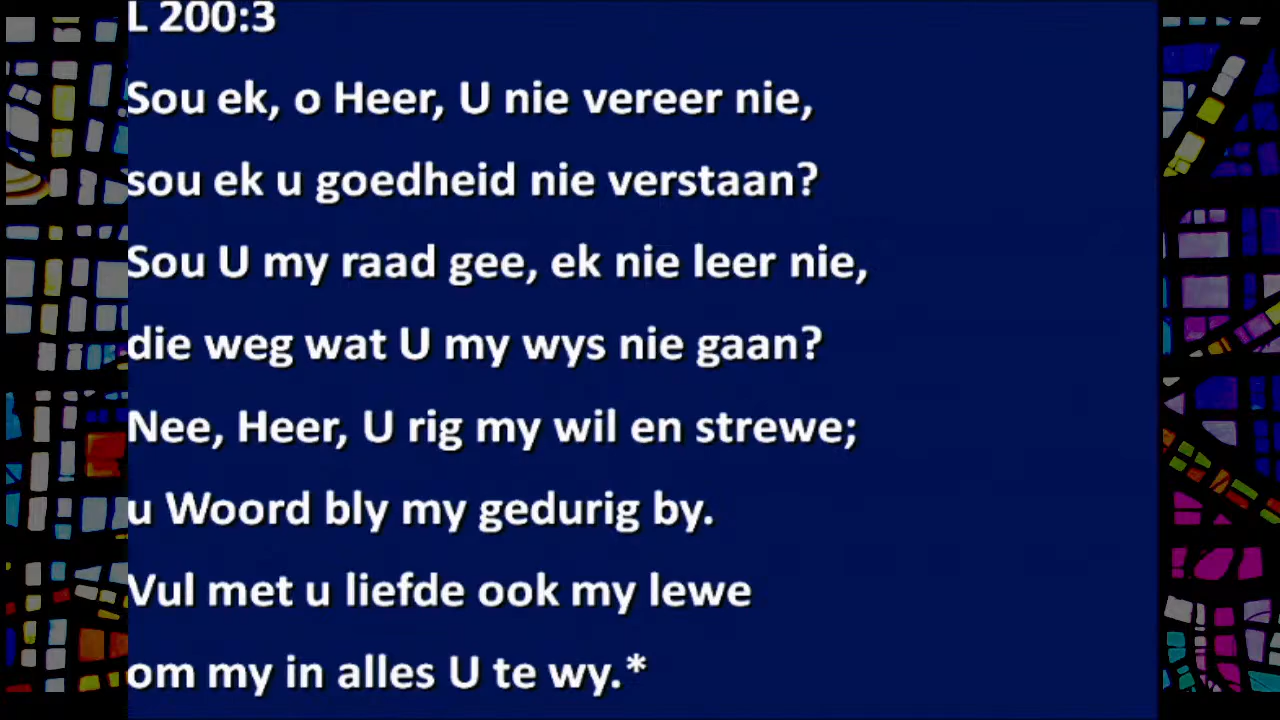 L 200:3
Sou ek, o Heer, U nie vereer nie,
sou ek u goedheid nie verstaan?
Sou U my raad gee, ek nie leer nie,
die weg wat U my wys nie gaan?
Nee, Heer, U rig my wil en strewe;
u Woord bly my gedurig by.
Vul met u liefde ook my lewe
om my in alles U te wy.*